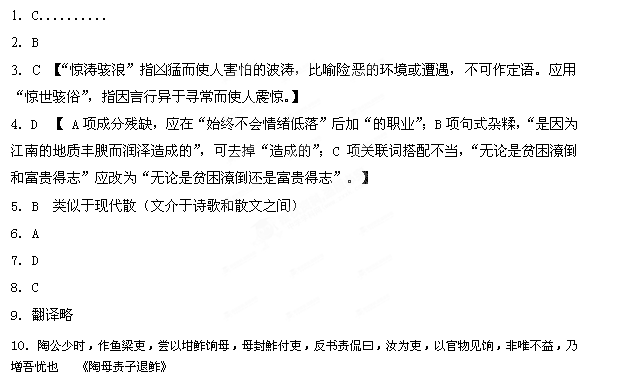 1. C..........
2. B
3. C 【“惊涛骇浪”指凶猛而使人害怕的波涛，比喻险恶的环境或遭遇，不可作定语。应用
“惊世骇俗”，指因言行异于寻常而使人震惊。】
4. D 【 A项成分残缺，应在“始终不会情绪低落”后加“的职业”；B项句式杂糅，“是因为
江南的地质丰腴而润泽造成的”，可去掉“造成的”；C 项关联词搭配不当，“无论是贫困潦倒
和富贵得志”应改为“无论是贫困潦倒还是富贵得志”。】
5. B 类似于现代散（文介于诗歌和散文之间）
6. A
7. D
8. C
9. 翻译略
10. 陶公少时，作鱼梁吏，尝以坩鲊饷母，母封鲊付吏，反书责侃曰，汝为吏，以官物见饷，非唯不益，乃
增吾忧也 《陶母责子退鲊》